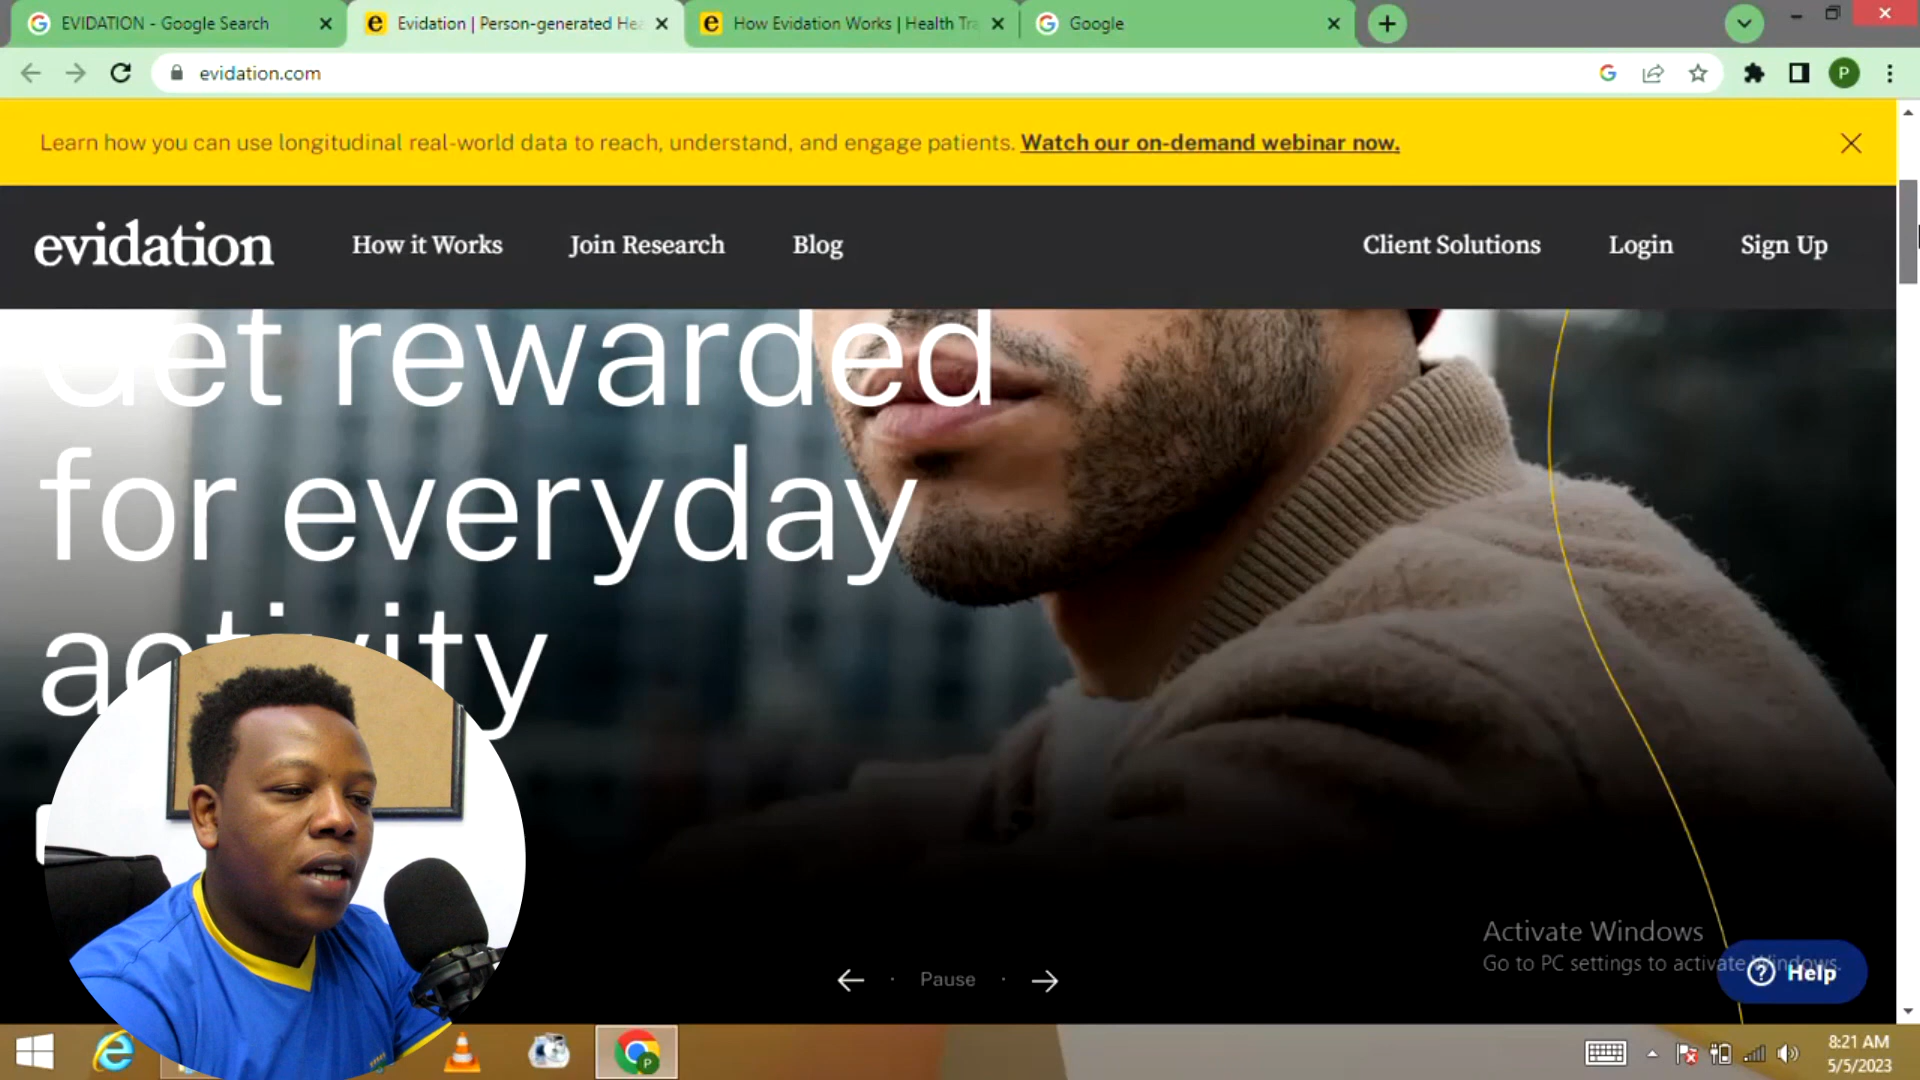 EVIDATION - Google Search
Evidation | Person-generated Hea
How Evidation Works | Health Tra
Google
evidation.com
P
Learn how you can use longitudinal real-world data to reach, understand, and engage patients. Watch our on-demand webinar now.
evidation
How it Works
Join Research
Blog
Client Solutions
Login
Sign Up
Get rewarded
for everyday
activity
Pause
Activate Windows
Go to PC settings to activate Windows.
Help
8:21 AM
5/5/2023